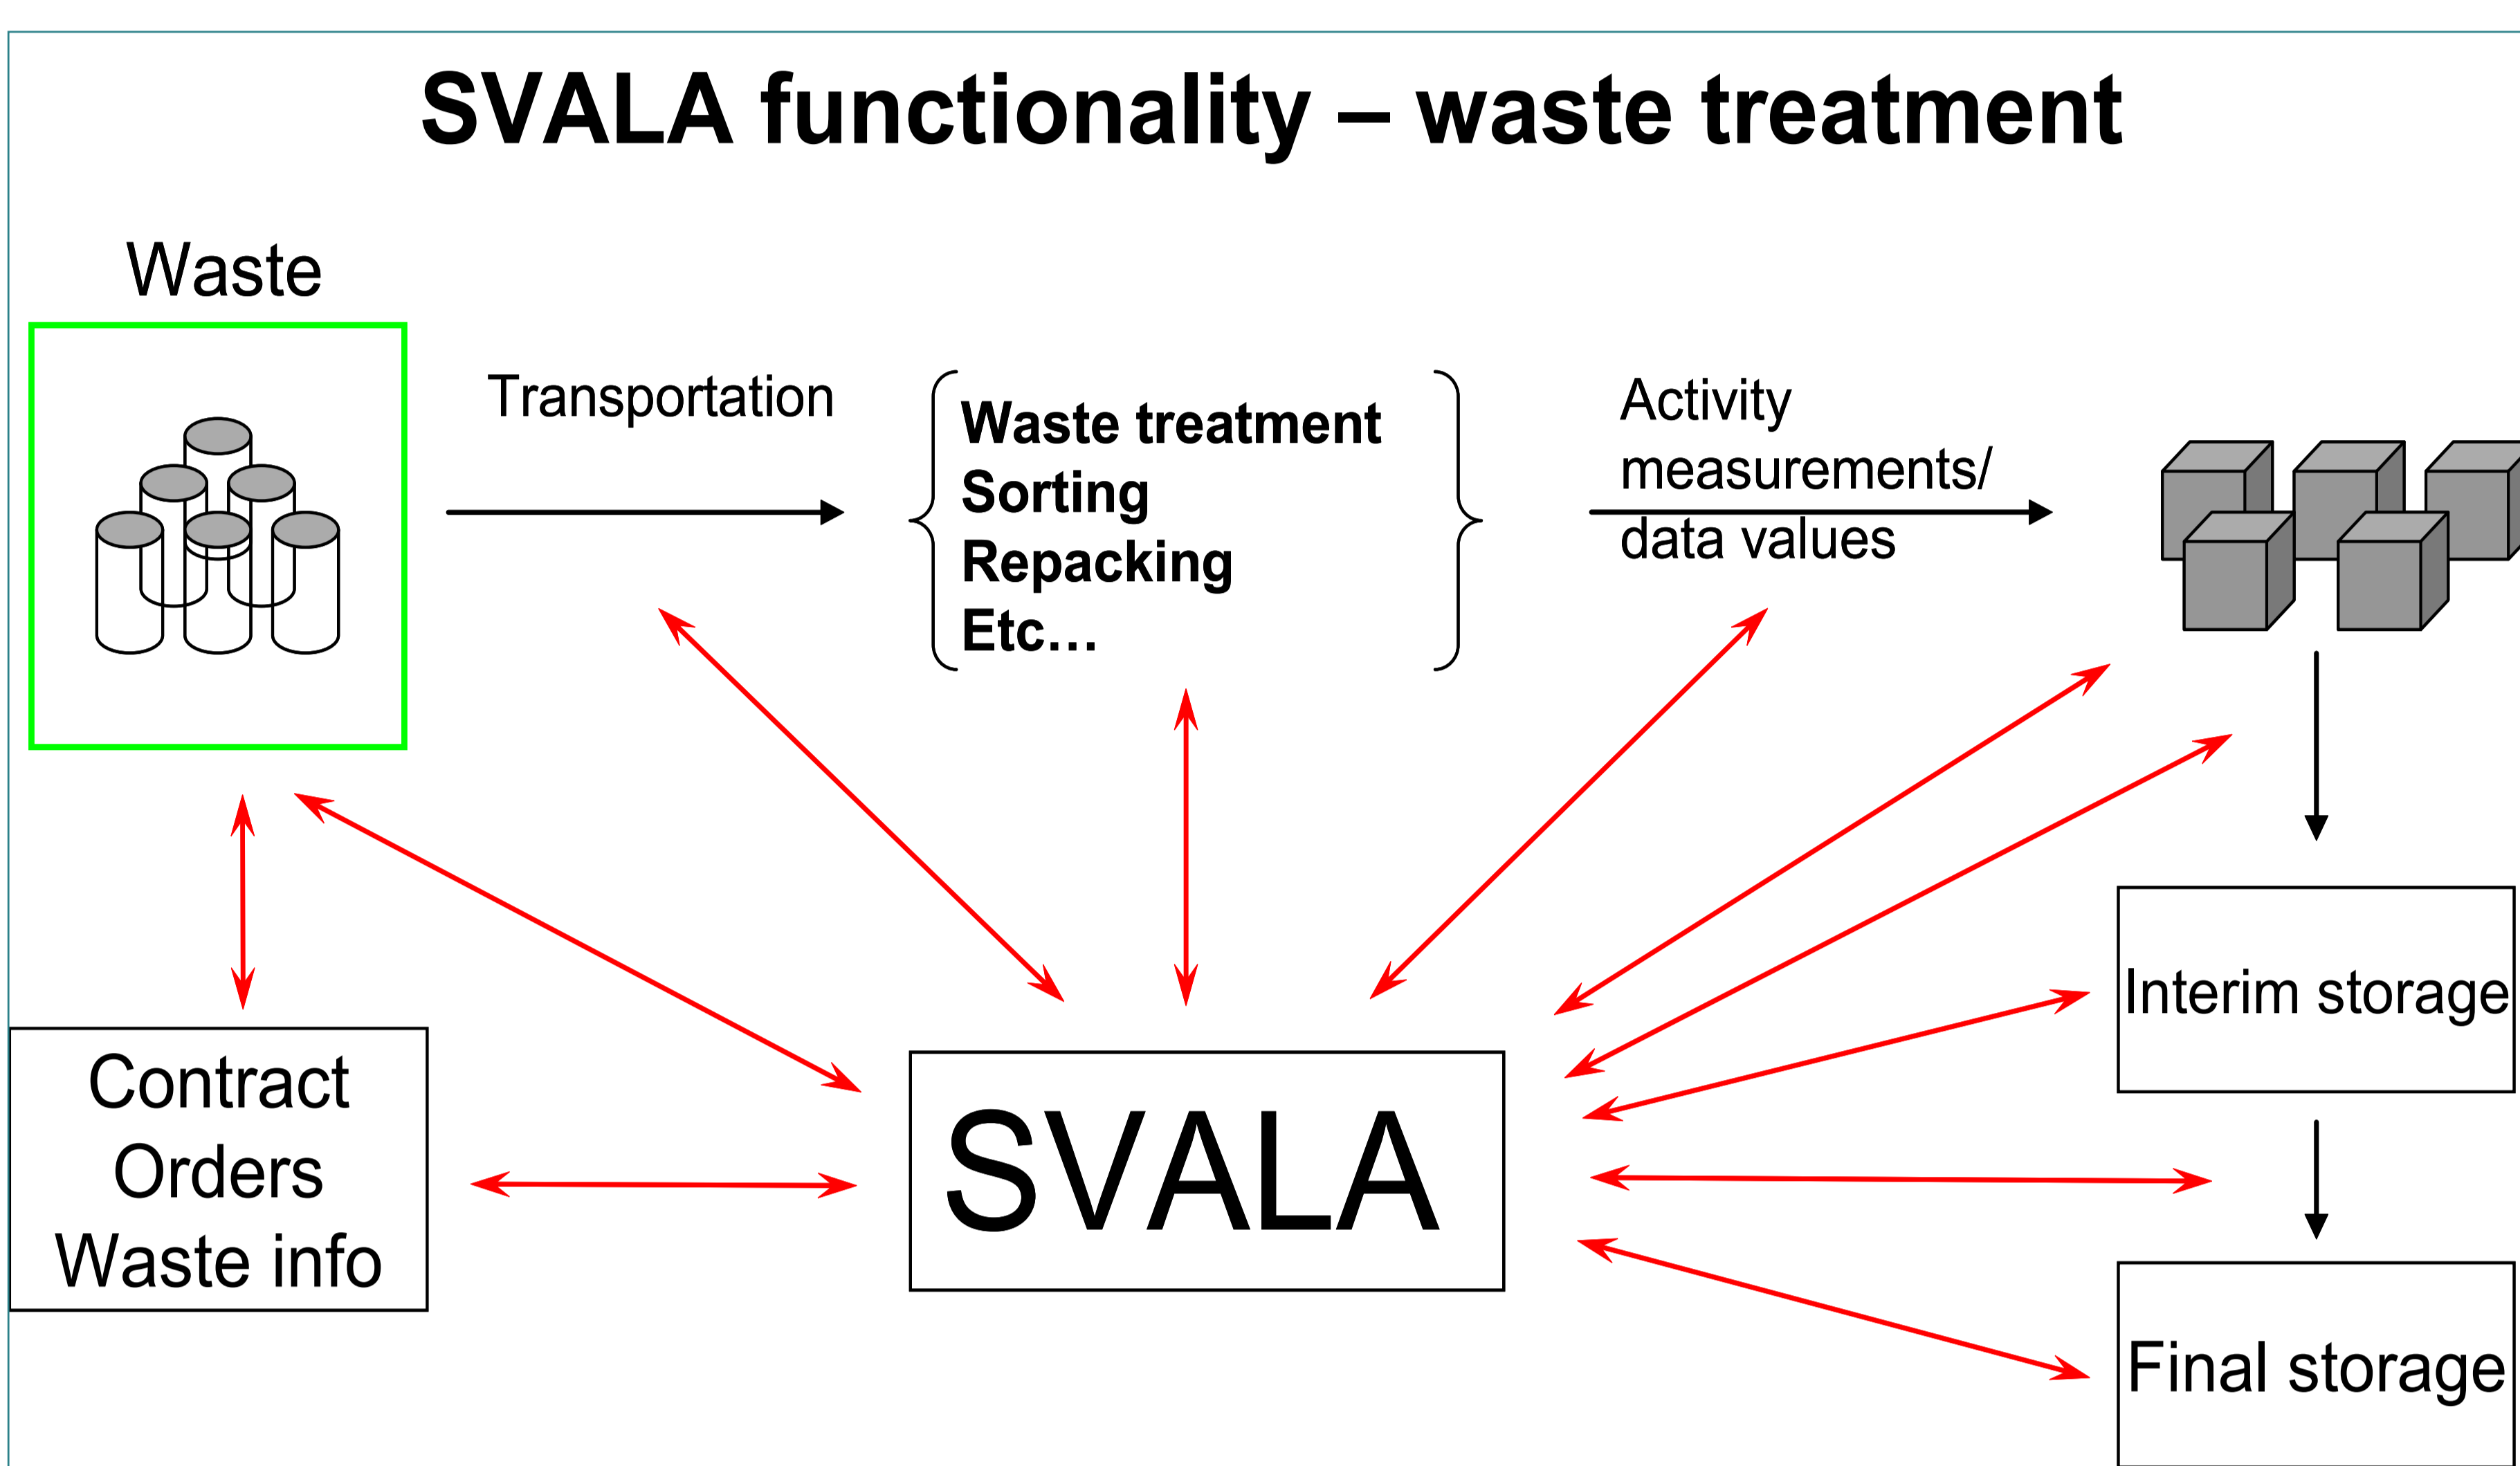 SVALA functionality – waste treatment
Waste
Transportation
Waste treatment
Sorting
Repacking
Etc...
Activity
measurements/
data values
Interim storage
Contract
Orders
Waste info
SVALA
Final storage